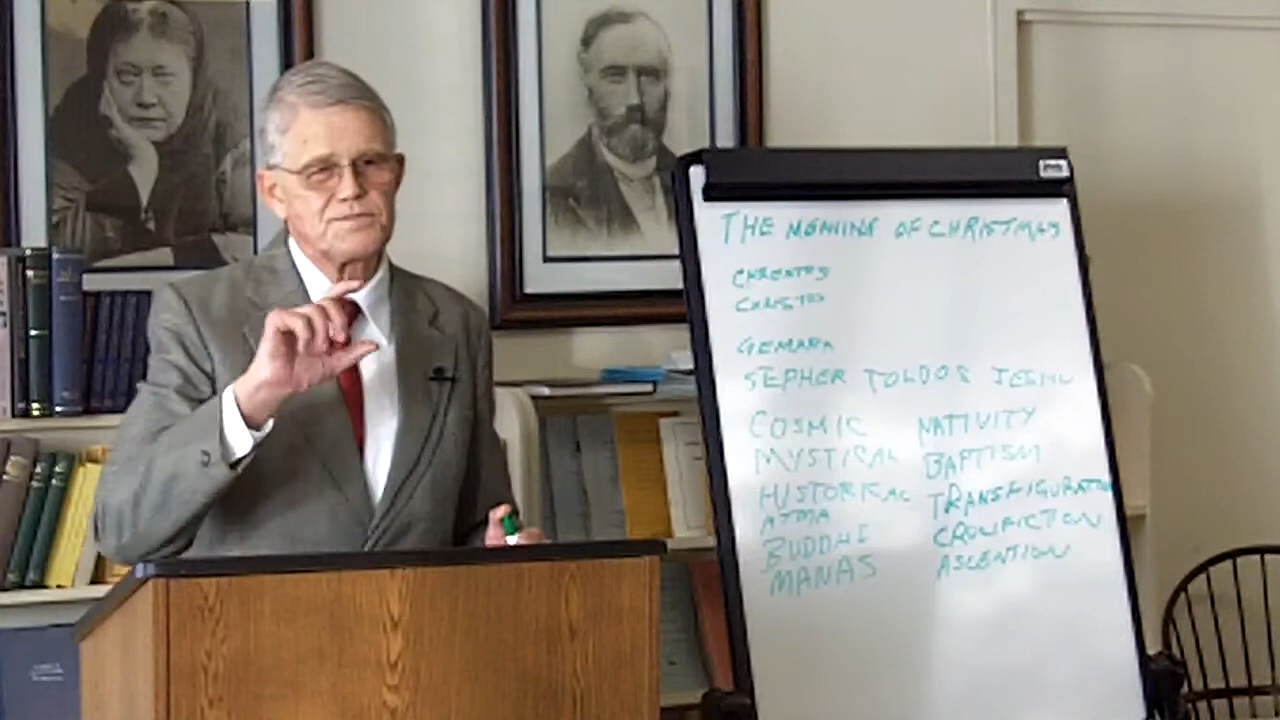 THE MEANING OF CHRISTMAS
CHRESTOS
CHRISTOS
GEMARA
SEPHER TOLDOS JESHU
COSMIC NATIVITY
MYSTICAL BAPTISM
HISTORICAL TRANSFIGURATION
ATMA
BUDDHI CRUCIFICTION
MANAS ASCENTION